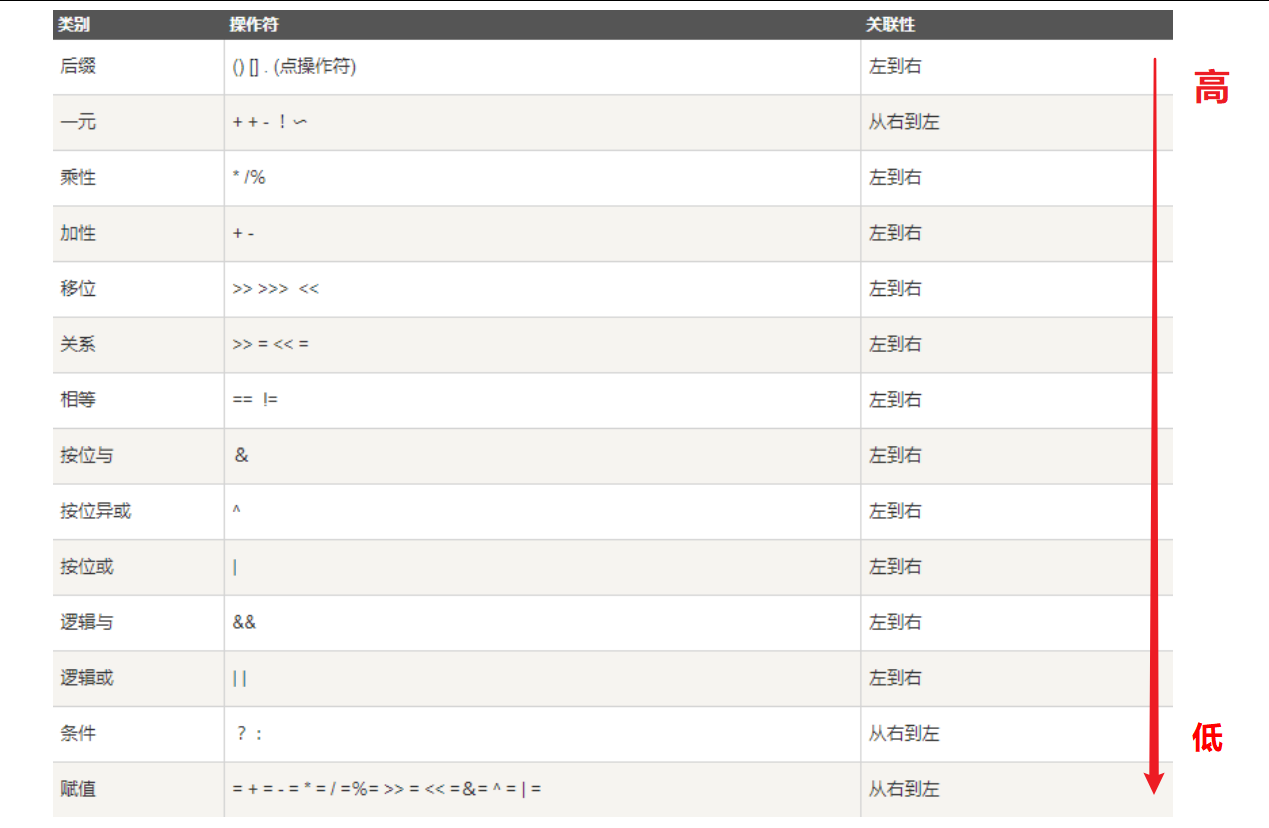 类别 操作符 关联性
后缀 () [] . (点操作符) 左到右
高
一元 + + - ！~ 从右到左
乘性 * /% 左到右
加性 + - 左到右
移位 >> >>> << 左到右
关系 >> = << = 左到右
相等 == != 左到右
按位与 & 左到右
按位异或 ^ 左到右
按位或 | 左到右
逻辑与 && 左到右
逻辑或 | | 左到右
条件 ？： 从右到左
低
赋值 = + = - = * = / =%= >> = << =&= ^ = | = 从右到左